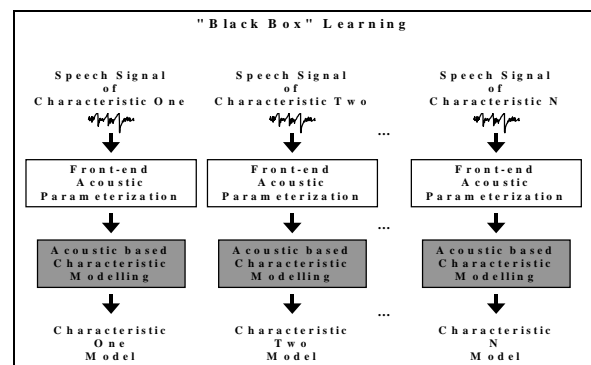 "Black Box" Learning
Speech Signal
of
Characteristic One
Speech Signal
of
Characteristic Two
...
Speech Signal
of
Characteristic N
Front-end
Acoustic
Parameterization
Front-end
Acoustic
Parameterization
...
Front-end
Acoustic
Parameterization
Acoustic based
Characteristic
Modelling
Acoustic based
Characteristic
Modelling
Acoustic based
Characteristic
Modelling
Characteristic
One
Model
Characteristic
Two
Model
...
Characteristic
N
Model